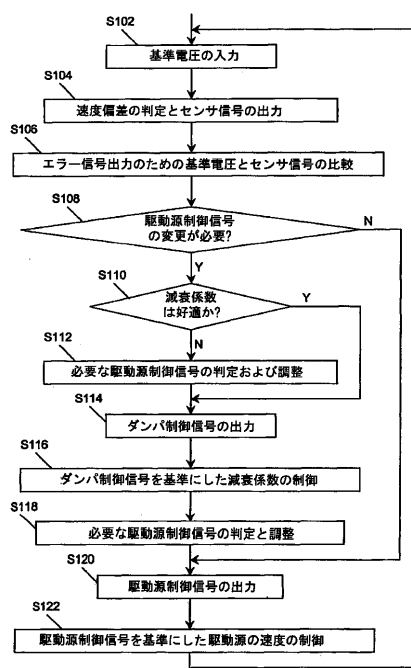 S102
基準電圧の入力
S104
速度偏差の判定とセンサ信号の出力
S106
エラー信号出力のための基準電圧とセンサ信号の比較
S108
駆動源制御信号
の変更が必要?
N
Y
S110
減衰係数
は好適か?
Y
N
S112
必要な駆動源制御信号の判定および調整
S114
ダンパ制御信号の出力
S116
ダンパ制御信号を基準にした減衰係数の制御
S118
必要な駆動源制御信号の判定と調整
S120
駆動源制御信号の出力
S122
駆動源制御信号を基準にした駆動源の速度の制御